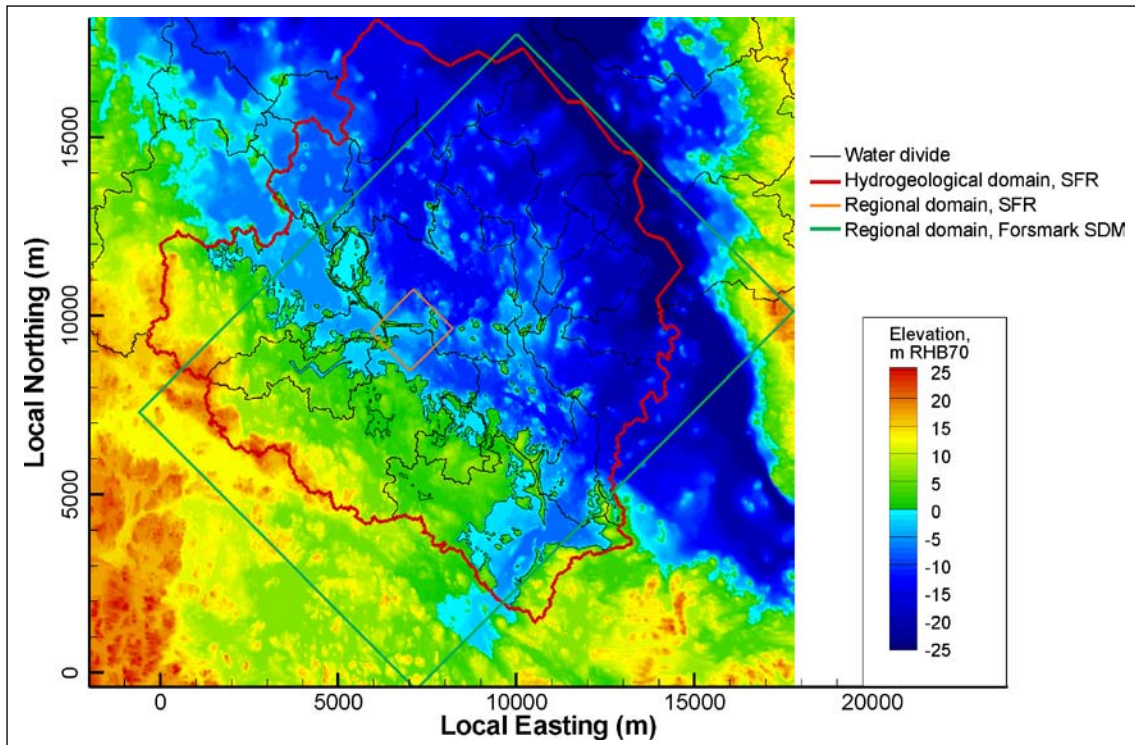 Local Northing (m)
15000
10000
5000
0
0 5000 10000 15000 20000
Local Easting (m)
Water divide
Hydrogeological domain, SFR
Regional domain, SFR
Regional domain, Forsmark SDM
Elevation,
m RHB70
25
20
15
10
5
0
-5
-10
-15
-20
-25